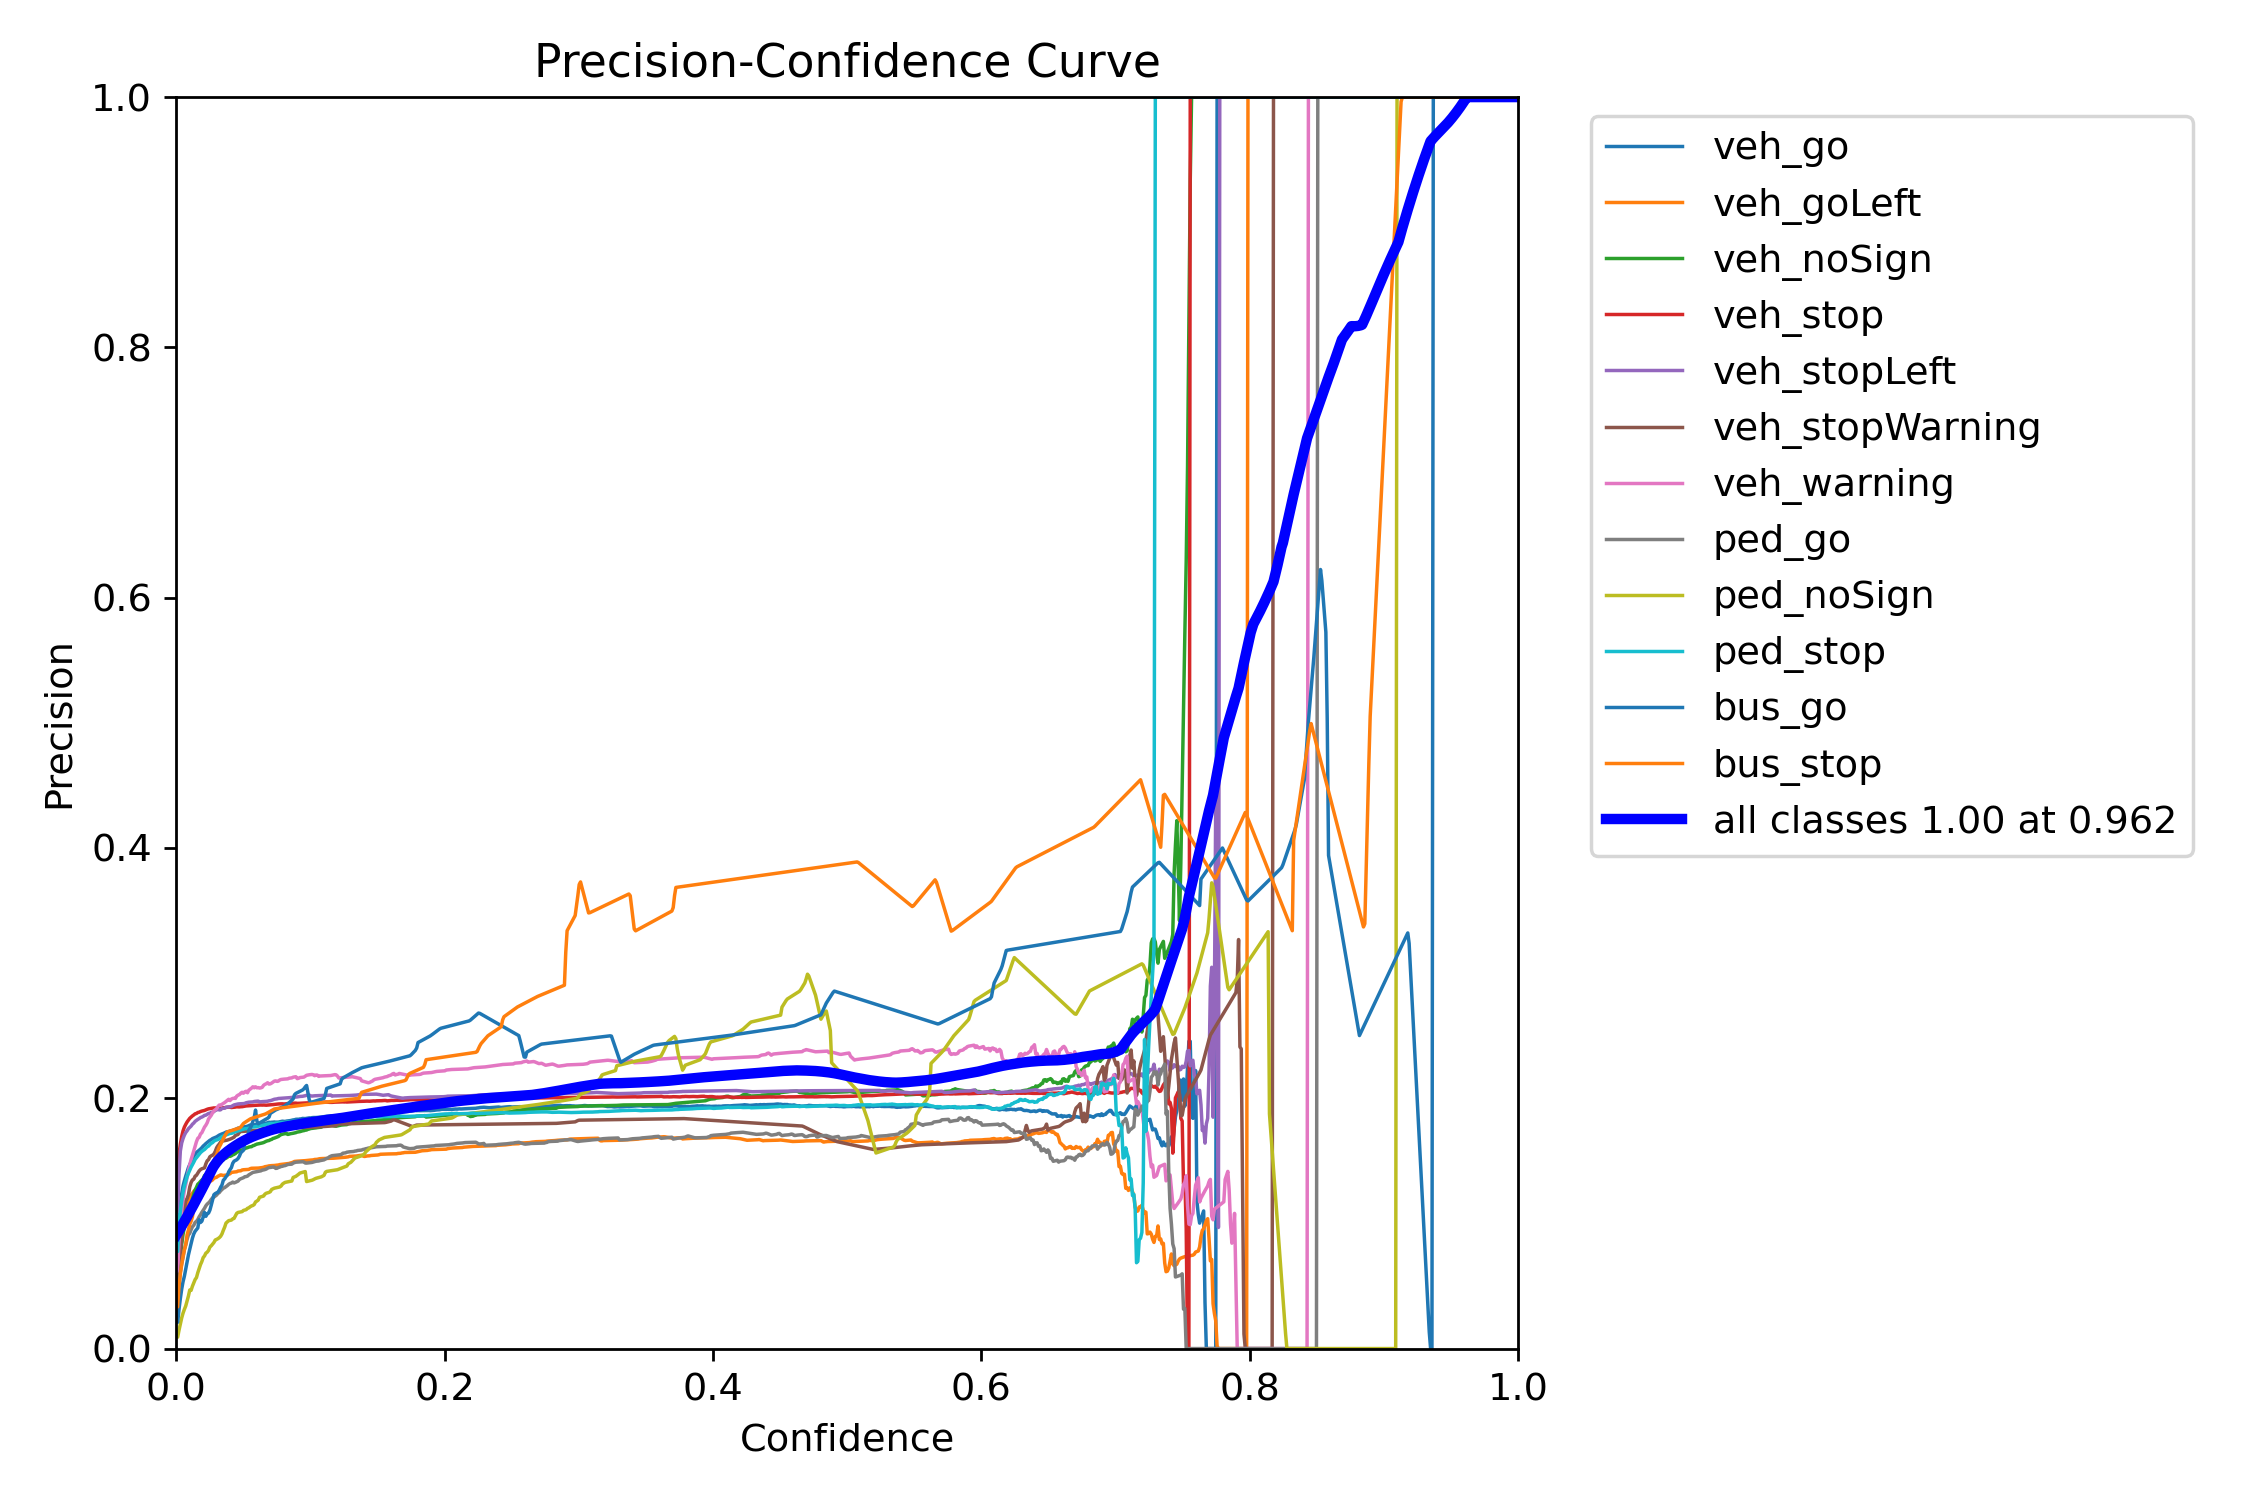 Precision-Confidence Curve
1.0
0.8
0.6
0.4
0.2
0.0
Precision
0.0 0.2 0.4 0.6 0.8 1.0
Confidence
veh_go
veh_goLeft
veh_noSign
veh_stop
veh_stopLeft
veh_stopWarning
veh_warning
ped_go
ped_noSign
ped_stop
bus_go
bus_stop
all classes 1.00 at 0.962